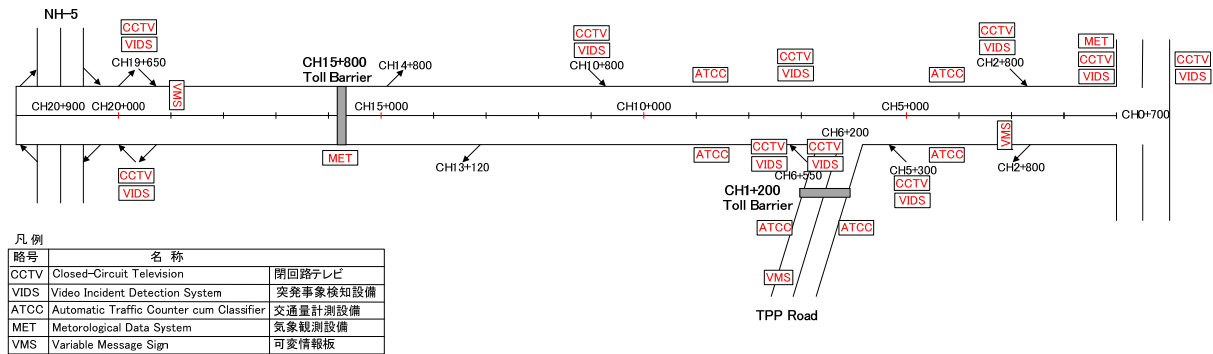 NH-5
CCTV
VIDS
CH19+650
VMS
CH15+800
Toll Barrier
CH14+800
CCTV
VIDS
CH10+800
ATCC
CCTV
VIDS
ATCC
CCTV
VIDS
CH2+800
MET
CCTV
VIDS
CCTV
VIDS
CH20+900
CH20+000
CH15+000
CH10+000
CH5+000
CH0+700
CCTV
VIDS
MET
CH13+120
ATCC
CCTV
VIDS
CH6+200
CCTV
VIDS
CH6+550
ATCC
CH5+300
CCTV
VIDS
VMS
CH2+800
CH1+200
Toll Barrier
ATCC
ATCC
VMS
TPP Road
凡 例
略号 名 称
CCTV Closed-Circuit Television 閉回路テレビ
VIDS Video Incident Detection System 突発事象検知設備
ATCC Automatic Traffic Counter cum Classifier 交通量計測設備
MET Metorological Data System 気象観測設備
VMS Variable Message Sign 可変情報板